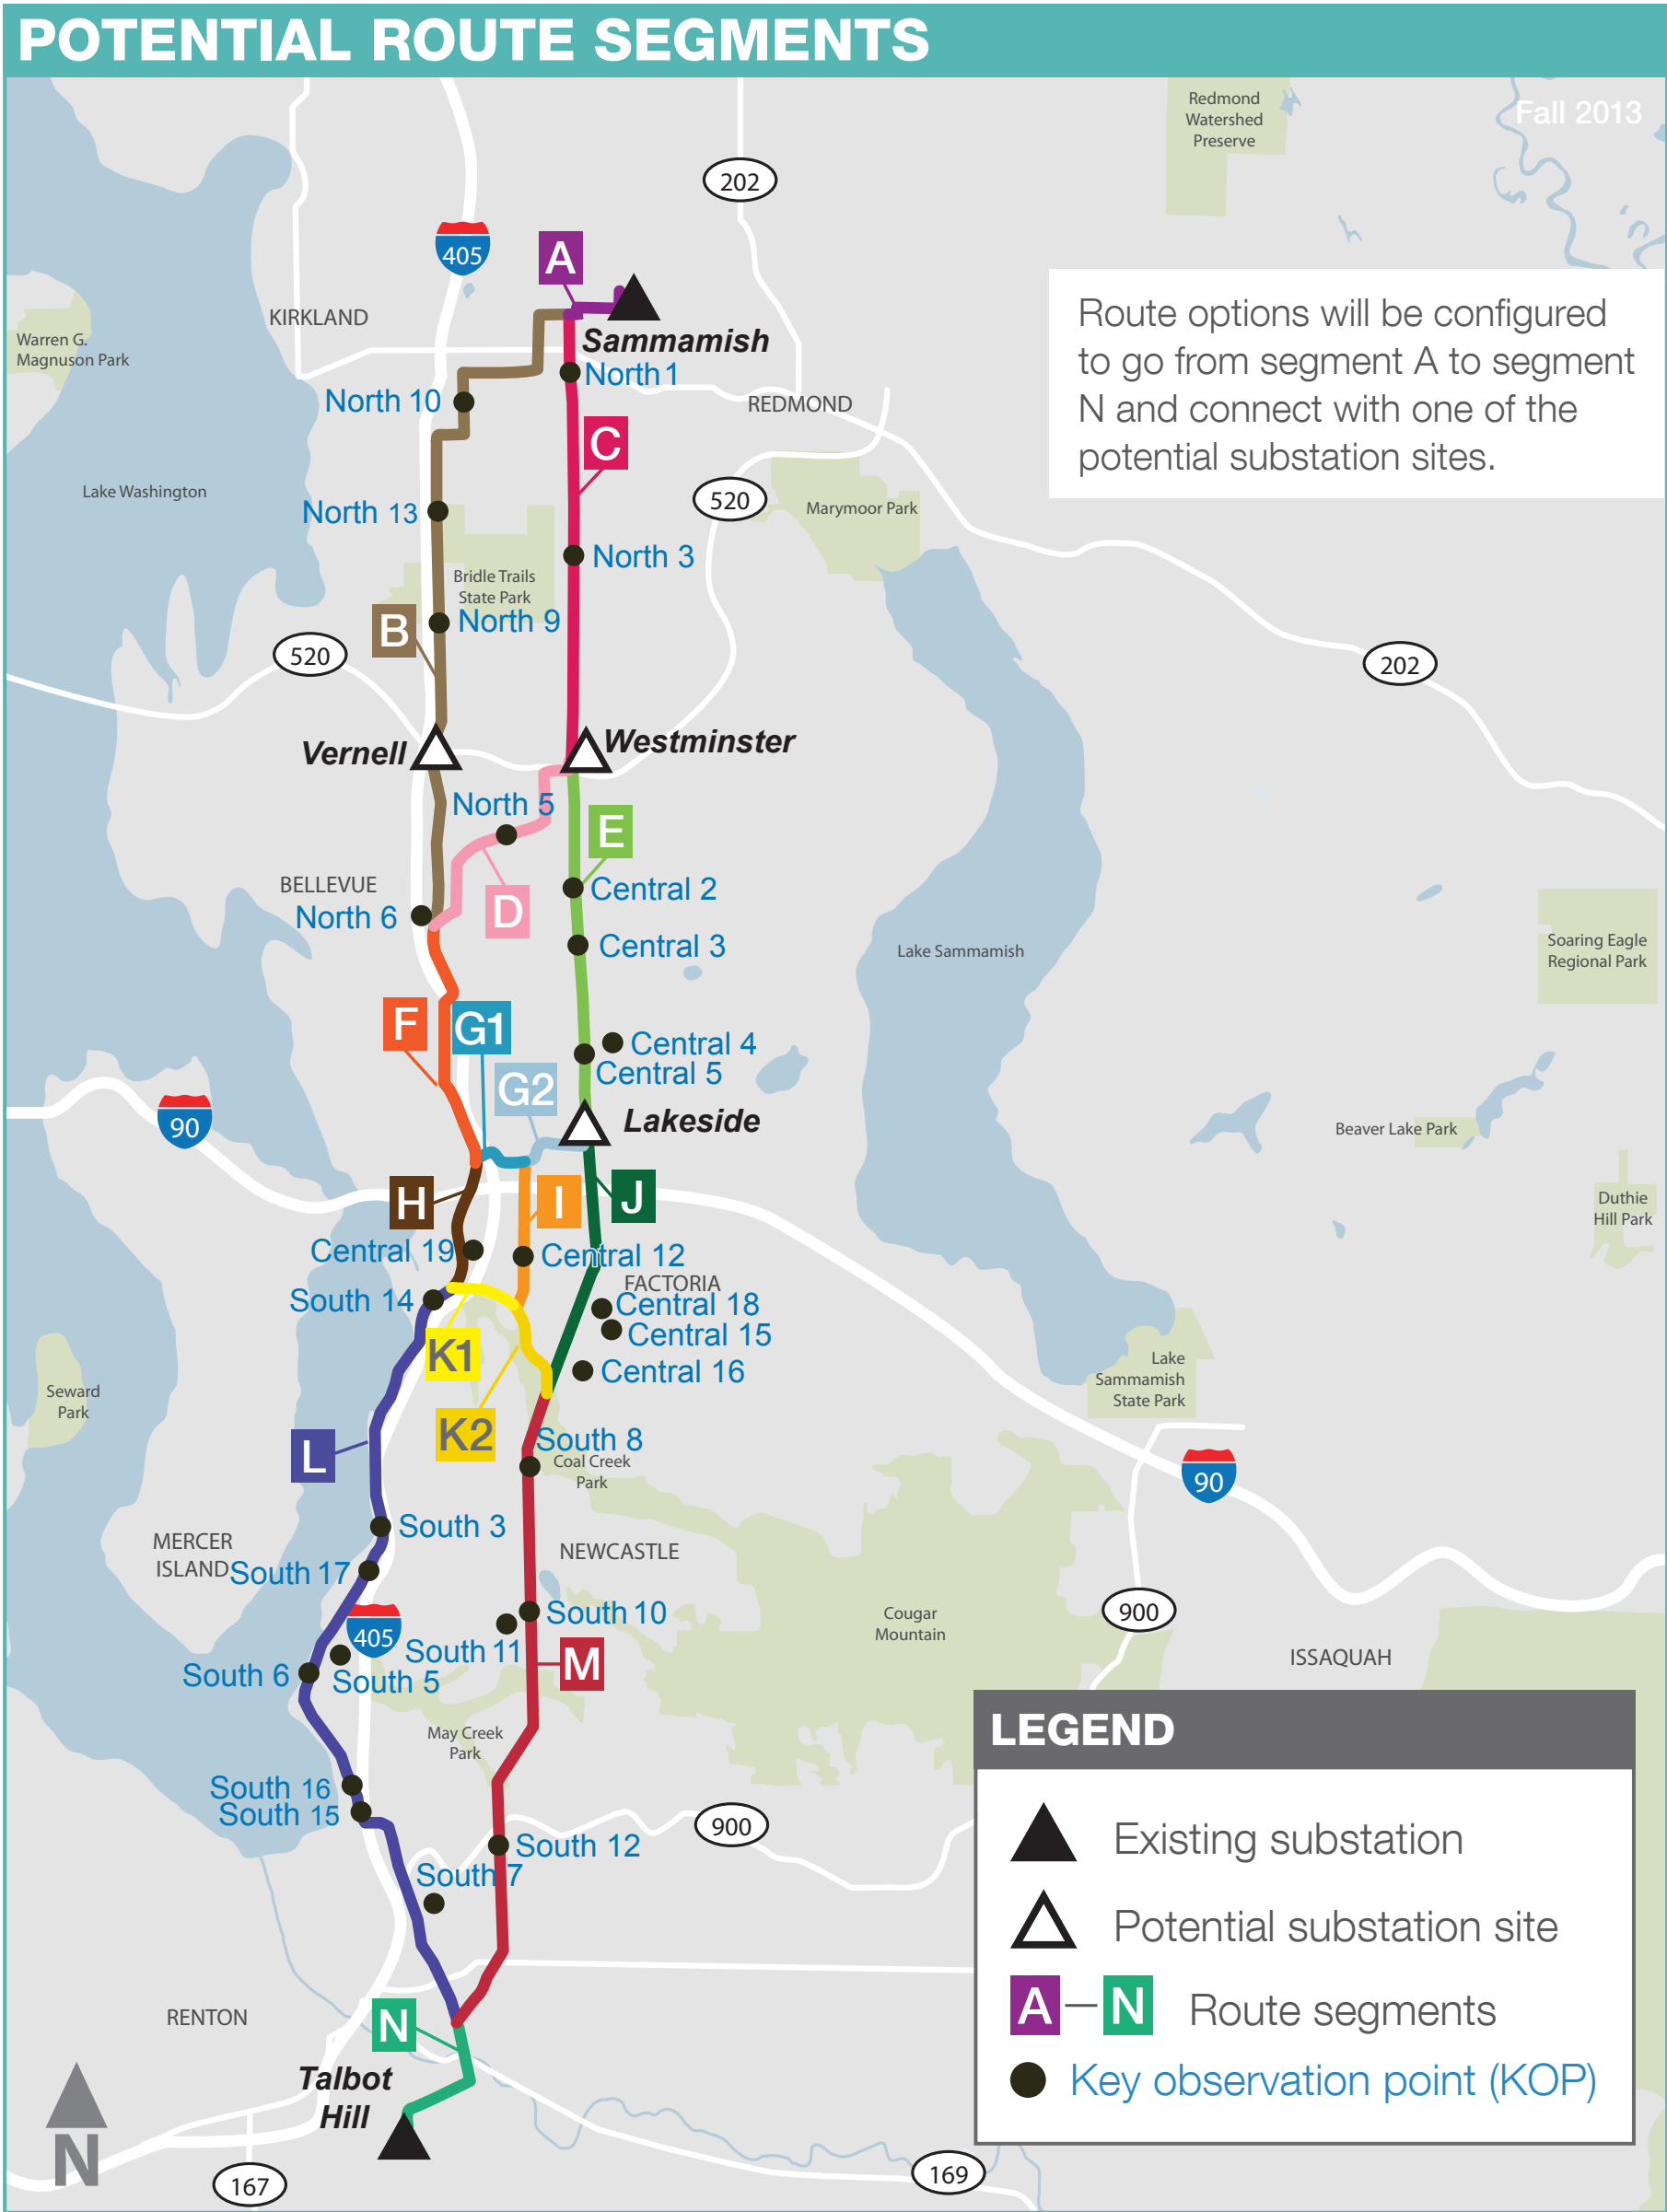 POTENTIAL ROUTE SEGMENTS
Fall 2013
Redmond
Watershed
Preserve
202
405
A
KIRKLAND
Sammamish
Warren G.
Magnuson Park
Route options will be configured
to go from segment A to segment
N and connect with one of the
potential substation sites.
North 1
North 10
REDMOND
C
Lake Washington
520
Marymoor Park
North 13
North 3
Bridle Trails
State Park
B
North 9
520
202
Vernell
Westminster
North 5
E
BELLEVUE
Central 2
North 6
D
Central 3
Lake Sammamish
Soaring Eagle
Regional Park
F
G1
Central 4
Central 5
G2
Lakeside
90
Beaver Lake Park
H
I
J
Duthie
Hill Park
Central 19
Central 12
FACTORIA
South 14
Central 18
Central 15
K1
Central 16
Lake
Sammamish
State Park
Seward
Park
K2
South 8
L
Coal Creek
Park
90
South 3
MERCER
ISLAND
NEWCASTLE
South 17
South 10
900
Cougar
Mountain
405
South 11
M
ISSAQUAH
South 6
South 5
May Creek
Park
South 16
South 15
900
South 12
South 7
LEGEND
Existing substation
Potential substation site
A – N Route segments
Key observation point (KOP)
RENTON
N
Talbot
Hill
N
167
169